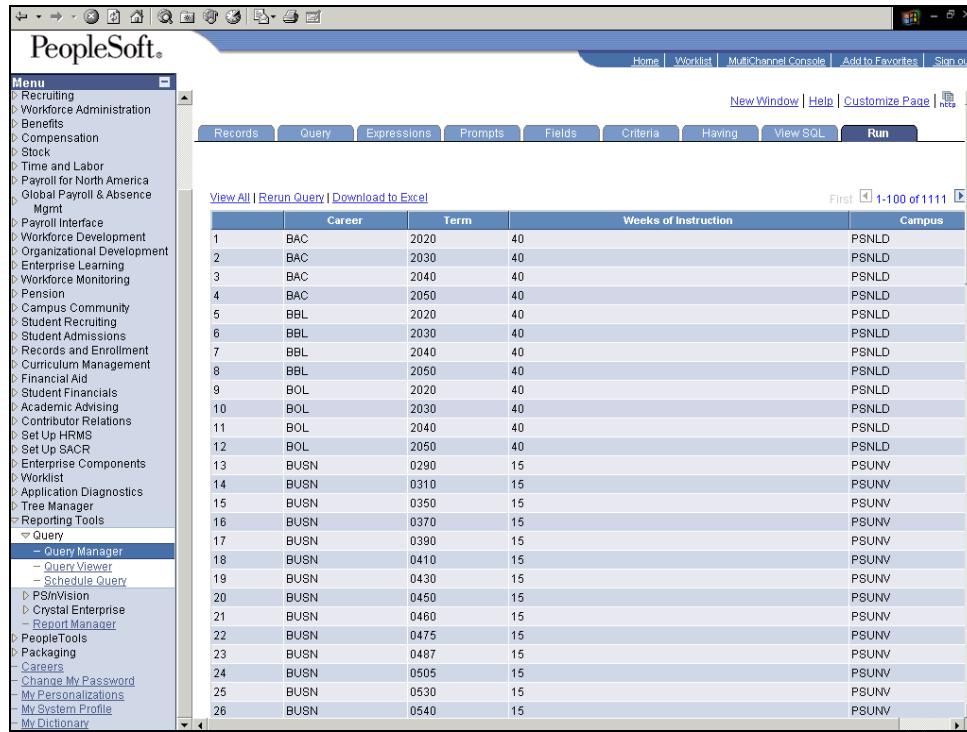 PeopleSoft®
Home | Worklist | MultiChannel Console | Add to Favorites | Sign
Menu
Recruiting
Workforce Administration
Benefits
Compensation
Stock
Time and Labor
Payroll for North America
Global Payroll & Absence
Mgmt
Payroll Interface
Workforce Development
Organizational Development
Enterprise Learning
Workforce Monitoring
Pension
Campus Community
Student Recruiting
Student Admissions
Records and Enrollment
Curriculum Management
Financial Aid
Student Financials
Academic Advising
Contributor Relations
Set Up HRMS
Set Up SACR
Enterprise Components
Worklist
Application Diagnostics
Tree Manager
Reporting Tools
Query
– Query Manager
– Query Viewer
– Schedule Query
PS/nVision
Crystal Enterprise
– Report Manager
PeopleTools
Packaging
– Careers
– Change My Password
– My Personalizations
– My System Profile
– My Dictionary
New Window | Help | Customize Page | http
Records Query Expressions Prompts Fields Criteria Having View SQL Run
View All | Rerun Query | Download to Excel First 1-100 of 1111
Career Term Weeks of Instruction Campus
1 BAC 2020 40 PSNLD
2 BAC 2030 40 PSNLD
3 BAC 2040 40 PSNLD
4 BAC 2050 40 PSNLD
5 BBL 2020 40 PSNLD
6 BBL 2030 40 PSNLD
7 BBL 2040 40 PSNLD
8 BBL 2050 40 PSNLD
9 BOL 2020 40 PSNLD
10 BOL 2030 40 PSNLD
11 BOL 2040 40 PSNLD
12 BOL 2050 40 PSNLD
13 BUSN 0290 15 PSUNV
14 BUSN 0310 15 PSUNV
15 BUSN 0350 15 PSUNV
16 BUSN 0370 15 PSUNV
17 BUSN 0390 15 PSUNV
18 BUSN 0410 15 PSUNV
19 BUSN 0430 15 PSUNV
20 BUSN 0450 15 PSUNV
21 BUSN 0460 15 PSUNV
22 BUSN 0475 15 PSUNV
23 BUSN 0487 15 PSUNV
24 BUSN 0505 15 PSUNV
25 BUSN 0530 15 PSUNV
26 BUSN 0540 15 PSUNV